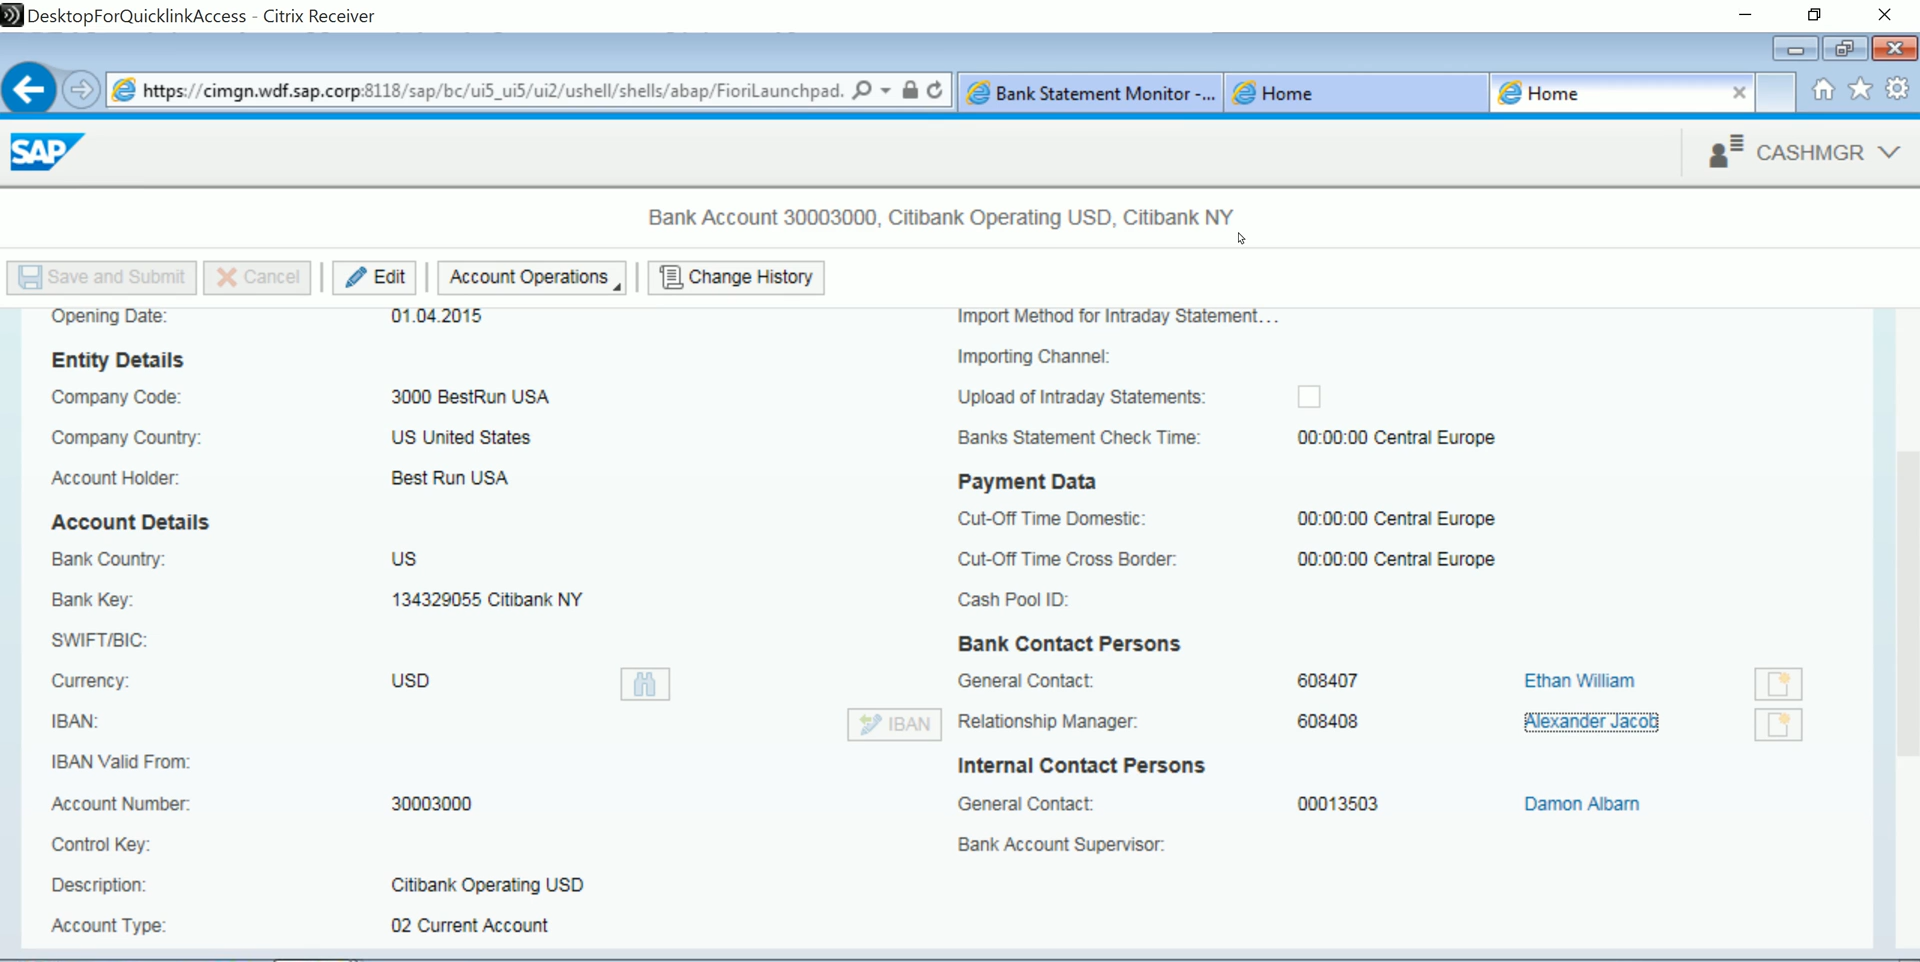 DesktopForQuicklinkAccess - Citrix Receiver
https://cimgn.wdf.sap.corp:8118/sap/bc/ui5_ui5/ui2/ushell/shells/abap/FioriLaunchpad.
Bank Statement Monitor -...
Home
Home
SAP
CASHMGR
Bank Account 30003000, Citibank Operating USD, Citibank NY
Save and Submit
Cancel
Edit
Account Operations
Change History
Opening Date: 01.04.2015
Entity Details
Company Code: 3000 BestRun USA
Company Country: US United States
Account Holder: Best Run USA
Account Details
Bank Country: US
Bank Key: 134329055 Citibank NY
SWIFT/BIC:
Currency: USD
IBAN: IBAN
IBAN Valid From:
Account Number: 30003000
Control Key:
Description: Citibank Operating USD
Account Type: 02 Current Account
Import Method for Intraday Statement...
Importing Channel:
Upload of Intraday Statements:
Banks Statement Check Time: 00:00:00 Central Europe
Payment Data
Cut-Off Time Domestic: 00:00:00 Central Europe
Cut-Off Time Cross Border: 00:00:00 Central Europe
Cash Pool ID:
Bank Contact Persons
General Contact: 608407 Ethan William
Relationship Manager: 608408 Alexander Jacob
Internal Contact Persons
General Contact: 00013503 Damon Albarn
Bank Account Supervisor: